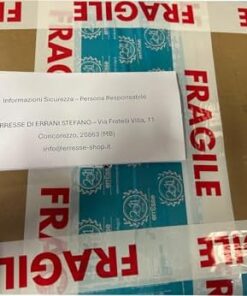 FRAGILE
FRAGILE
Informazioni Sicurezza – Persona Responsabile
ERRESSE DI ERRANI STEFANO – Via Fratelli Villa, 11
Concorezzo, 20863 (MB)
info@erresse-shop.it
FRAGILE
FRAGILE
FRAGILE